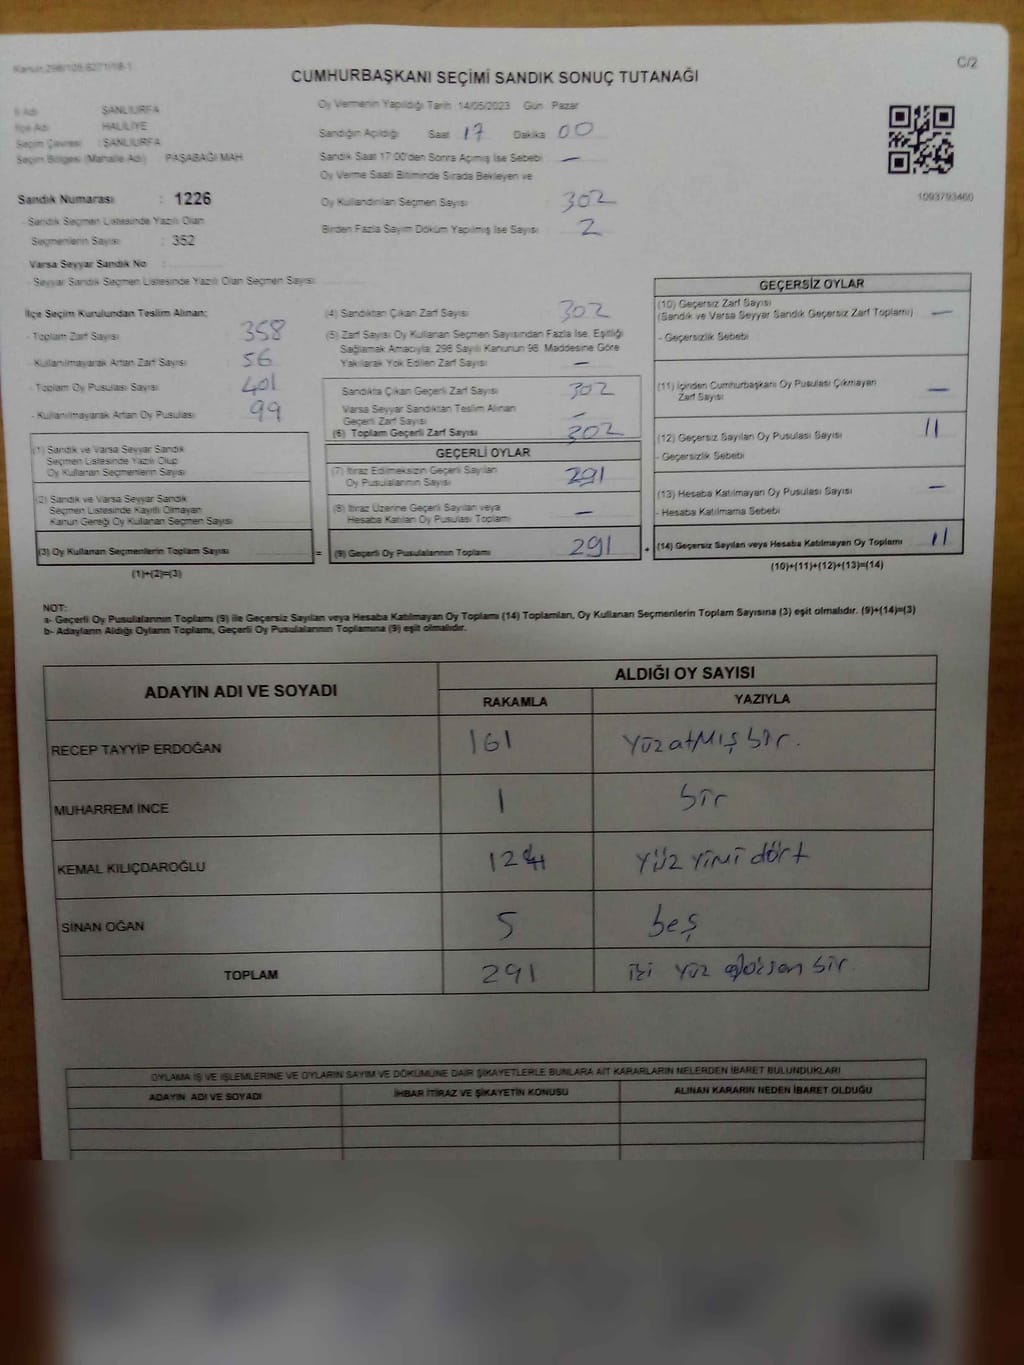 Kanun 298/105,6271/18-1
C/2
CUMHURBAŞKANI SEÇİMİ SANDIK SONUÇ TUTANAĞI
İl Adı ŞANLIURFA
İlçe Adı HALİLİYE
Seçim Çevresi : ŞANLIURFA
Seçim Bölgesi (Mahalle Adı) PAŞABAĞI MAH
Sandık Numarası : 1226
- Sandık Seçmen Listesinde Yazılı Olan
Seçmenlerin Sayısı : 352
Varsa Seyyar Sandık No :
- Seyyar Sandık Seçmen Listesinde Yazılı Olan Seçmen Sayısı:
Oy Vermenin Yapıldığı Tarih 14/05/2023 Gün Pazar
Sandığın Açıldığı Saat 17 Dakika 00
Sandık Saat 17:00'den Sonra Açımış İse Sebebi —
Oy Verme Saati Bitiminde Sırada Bekleyen ve
Oy Kullandırılan Seçmen Sayısı 302
Birden Fazla Sayım Döküm Yapılmış İse Sayısı 2
1093793460
İlçe Seçim Kurulundan Teslim Alınan;
- Toplam Zarf Sayısı 358
- Kullanılmayarak Artan Zarf Sayısı 56
- Toplam Oy Pusulası Sayısı 401
- Kullanılmayarak Artan Oy Pusulası 99
(1) Sandık ve Varsa Seyyar Sandık
Seçmen Listesinde Yazılı Olup
Oy Kullanan Seçmenlerin Sayısı
(2) Sandık ve Varsa Seyyar Sandık
Seçmen Listesinde Kayıtlı Olmayan
Kanun Gereği Oy Kullanan Seçmen Sayısı
(3) Oy Kullanan Seçmenlerin Toplam Sayısı =
(1)+(2)=(3)
(4) Sandıktan Çıkan Zarf Sayısı 302
(5) Zarf Sayısı Oy Kullanan Seçmen Sayısından Fazla İse, Eşitliği
Sağlamak Amacıyla; 298 Sayılı Kanunun 98. Maddesine Göre
Yakılarak Yok Edilen Zarf Sayısı —
Sandıkta Çıkan Geçerli Zarf Sayısı 302
Varsa Seyyar Sandıktan Teslim Alınan
Geçerli Zarf Sayısı —
(6) Toplam Geçerli Zarf Sayısı 302
GEÇERLİ OYLAR
(7) İtiraz Edilmeksizin Geçerli Sayılan
Oy Pusulalarının Sayısı 291
(8) İtiraz Üzerine Geçerli Sayılan veya
Hesaba Katılan Oy Pusulası Toplamı —
(9) Geçerli Oy Pusulalarının Toplamı 291 +
GEÇERSİZ OYLAR
(10) Geçersiz Zarf Sayısı
(Sandık ve Varsa Seyyar Sandık Geçersiz Zarf Toplamı) —
- Geçersizlik Sebebi
(11) İçinden Cumhurbaşkanı Oy Pusulası Çıkmayan
Zarf Sayısı —
(12) Geçersiz Sayılan Oy Pusulası Sayısı 11
- Geçersizlik Sebebi
(13) Hesaba Katılmayan Oy Pusulası Sayısı —
- Hesaba Katılmama Sebebi
(14) Geçersiz Sayılan veya Hesaba Katılmayan Oy Toplamı 11
(10)+(11)+(12)+(13)=(14)
NOT:
a- Geçerli Oy Pusulalarının Toplamı (9) ile Geçersiz Sayılan veya Hesaba Katılmayan Oy Toplamı (14) Toplamları, Oy Kullanan Seçmenlerin Toplam Sayısına (3) eşit olmalıdır. (9)+(14)=(3)
b- Adayların Aldığı Oyların Toplamı, Geçerli Oy Pusulalarının Toplamına (9) eşit olmalıdır.
ADAYIN ADI VE SOYADI
ALDIĞI OY SAYISI
RAKAMLA YAZIYLA
RECEP TAYYİP ERDOĞAN 161 yüzatmış bir.
MUHARREM İNCE 1 bir
KEMAL KILIÇDAROĞLU 124 yüz yirmi dört
SİNAN OĞAN 5 beş
TOPLAM 291 iki yüz doksan bir.
OYLAMA İŞ VE İŞLEMLERİNE VE OYLARIN SAYIM VE DÖKÜMÜNE DAİR ŞİKAYETLERLE BUNLARA AİT KARARLARIN NELERDEN İBARET BULUNDUKLARI
ADAYIN ADI VE SOYADI İHBAR İTİRAZ VE ŞİKAYETİN KONUSU ALINAN KARARIN NEDEN İBARET OLDUĞU